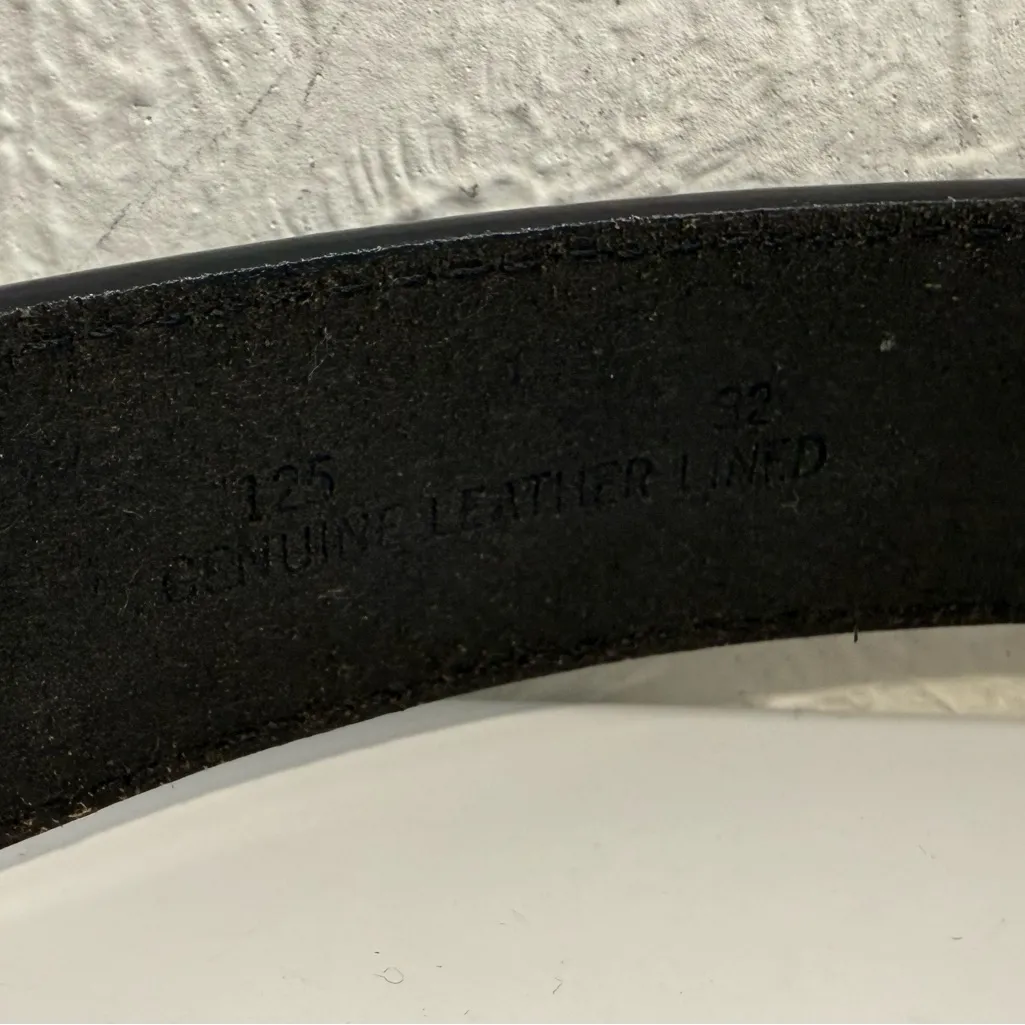 125 32
GENUINE LEATHER LINED